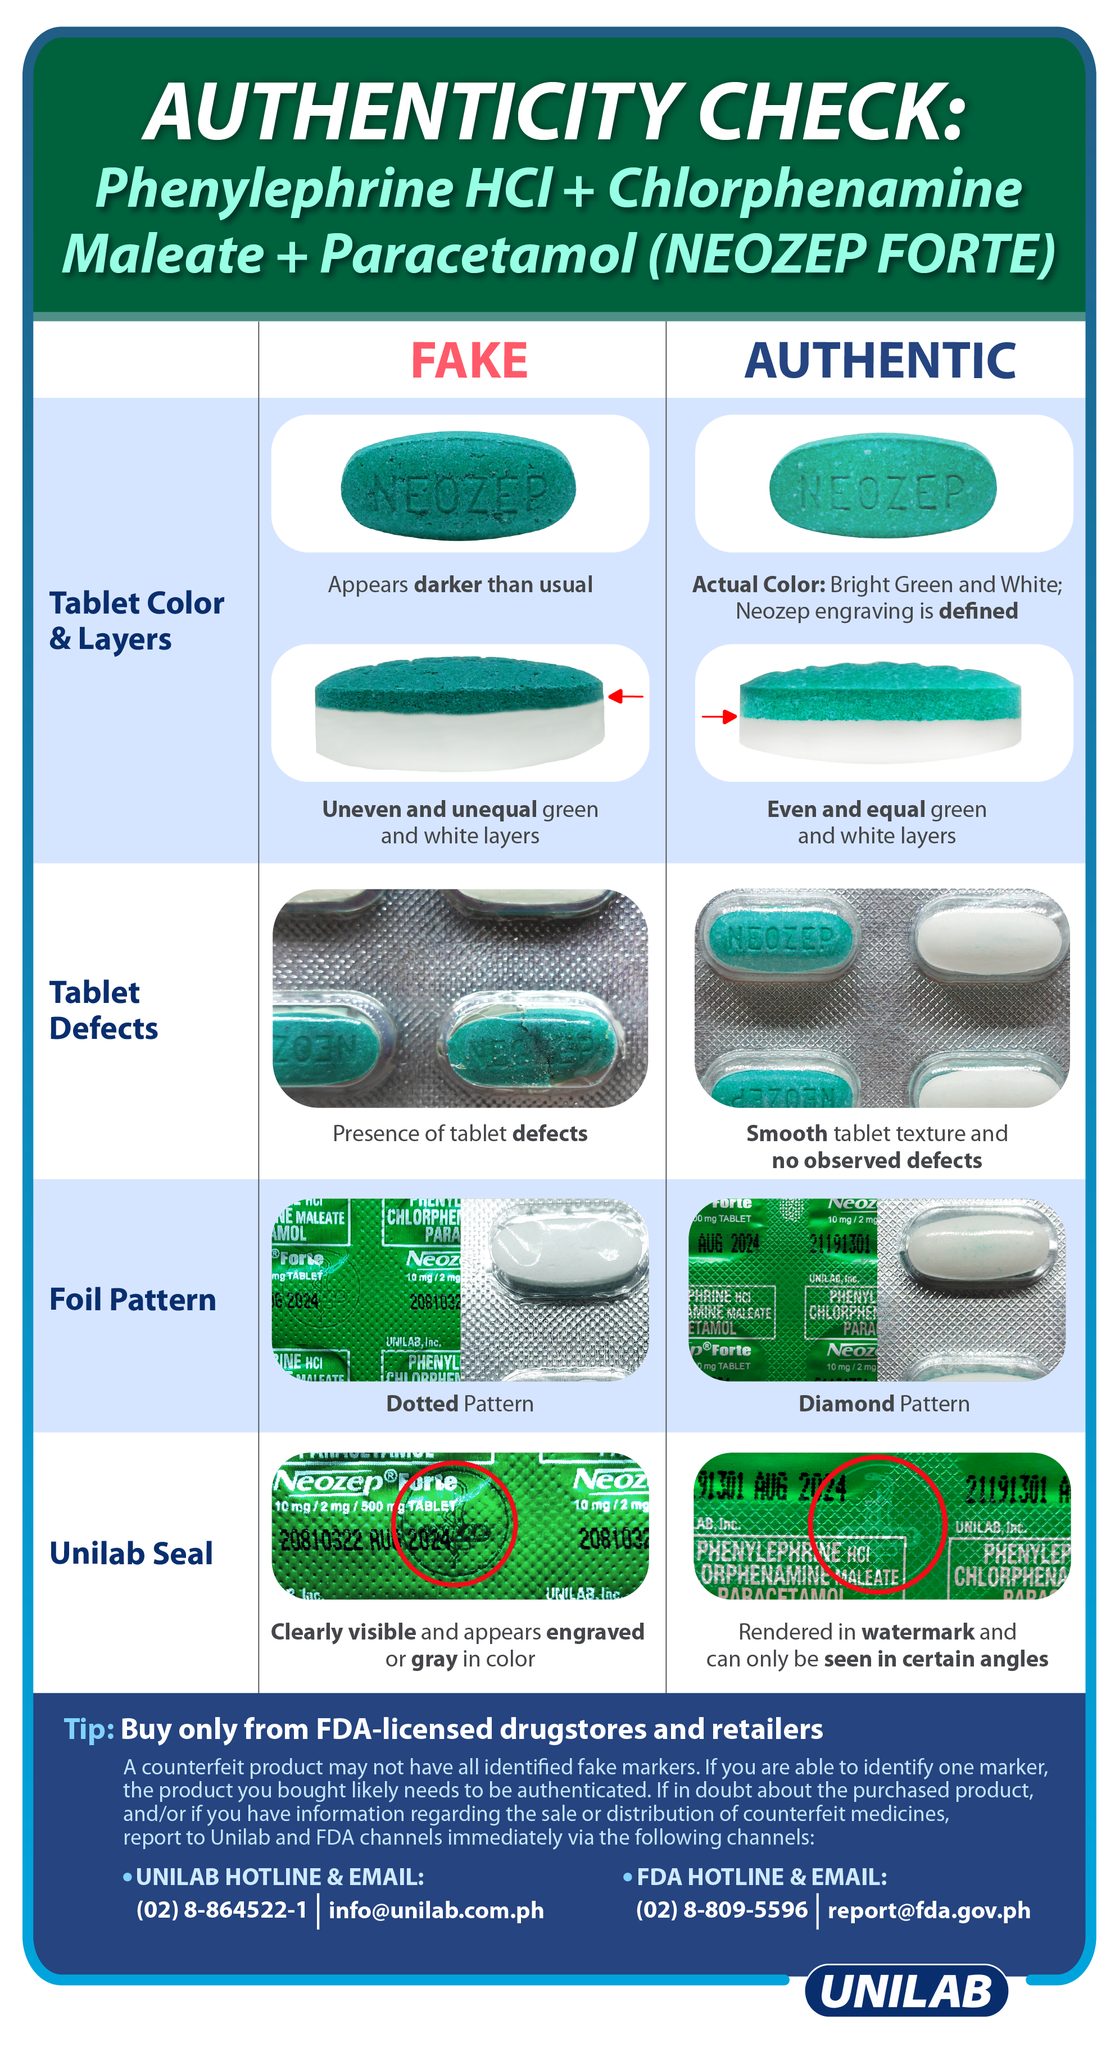 AUTHENTICITY CHECK:
Phenylephrine HCl + Chlorphenamine
Maleate + Paracetamol (NEOZEP FORTE)
FAKE
AUTHENTIC
Tablet Color
& Layers
NEOZEP
Appears darker than usual
NEOZEP
Actual Color: Bright Green and White;
Neozep engraving is defined
Uneven and unequal green
and white layers
Even and equal green
and white layers
Tablet
Defects
Presence of tablet defects
NEOZEP
Smooth tablet texture and
no observed defects
Foil Pattern
HCl
NE MALEATE
AMOL
CHLORPHEN
PARA
Forte
mg TABLET
Neoz
10 mg / 2 mg
2024
2081032
UNILAB, Inc.
RINE HCl
MALEATE
PHENYL
CHLORPHEN
Dotted Pattern
00 mg TABLET
Neoz
10 mg / 2 mg
AUG 2024
21191301
UNILAB, Inc.
PHRINE HCl
AMINE MALEATE
ETAMOL
PHENYL
CHLORPHEN
PARA
p®Forte
0 mg TABLET
Neoz
10 mg / 2 mg
Diamond Pattern
Unilab Seal
PARACETAMOL
Neozep® Forte
10 mg / 2 mg / 500 mg TABLET
20810322 AUG 2024
Neoz
10 mg / 2 mg
2081032
UNILAB, Inc.
Clearly visible and appears engraved
or gray in color
91301 AUG 2024
21191301 A
AB, Inc.
UNILAB, Inc.
PHENYLEPHRINE HCl
ORPHENAMINE MALEATE
PARACETAMOL
PHENYLEP
CHLORPHENA
PARA
Rendered in watermark and
can only be seen in certain angles
Tip: Buy only from FDA-licensed drugstores and retailers
A counterfeit product may not have all identified fake markers. If you are able to identify one marker,
the product you bought likely needs to be authenticated. If in doubt about the purchased product,
and/or if you have information regarding the sale or distribution of counterfeit medicines,
report to Unilab and FDA channels immediately via the following channels:
• UNILAB HOTLINE & EMAIL:
(02) 8-864522-1 | info@unilab.com.ph
• FDA HOTLINE & EMAIL:
(02) 8-809-5596 | report@fda.gov.ph
UNILAB